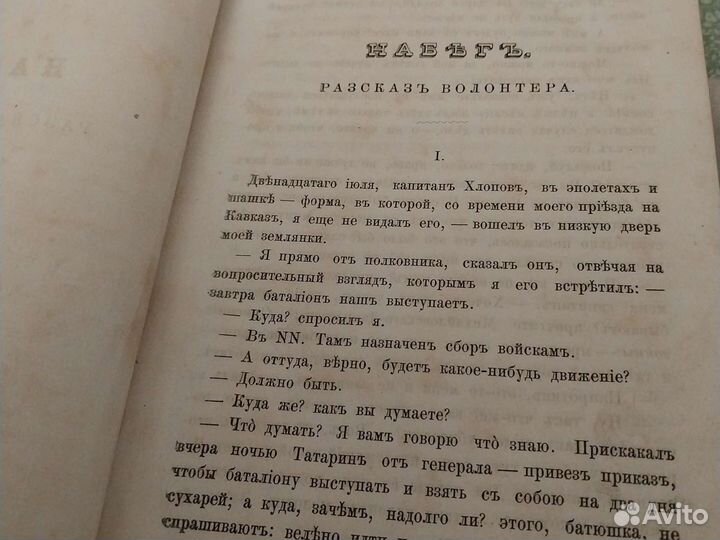 НАБѢГЪ.
РАЗСКАЗЪ ВОЛОНТЕРА.
I.
Двѣнадцатаго іюля, капитанъ Хлоповъ, въ эполетахъ и
шашкѣ — форма, въ которой, со времени моего пріѣзда на
Кавказъ, я еще не видалъ его, — вошелъ въ низкую дверь
моей землянки.
— Я прямо отъ полковника, сказалъ онъ, отвѣчая на
вопросительный взглядъ, которымъ я его встрѣтилъ: —
завтра баталіонъ нашъ выступаетъ.
— Куда? спросилъ я.
— Въ NN. Тамъ назначенъ сборъ войскамъ.
— А оттуда, вѣрно, будетъ какое-нибудь движеніе?
— Должно быть.
— Куда же? какъ вы думаете?
— Что̀ думать? Я вамъ говорю что̀ знаю. Прискакалъ
вчера ночью Татаринъ отъ генерала — привезъ приказъ,
чтобы баталіону выступать и взять съ собою на два дня
сухарей; а куда, зачѣмъ, надолго ли? этого, батюшка, не
спрашиваютъ: велѣно идти
Avito